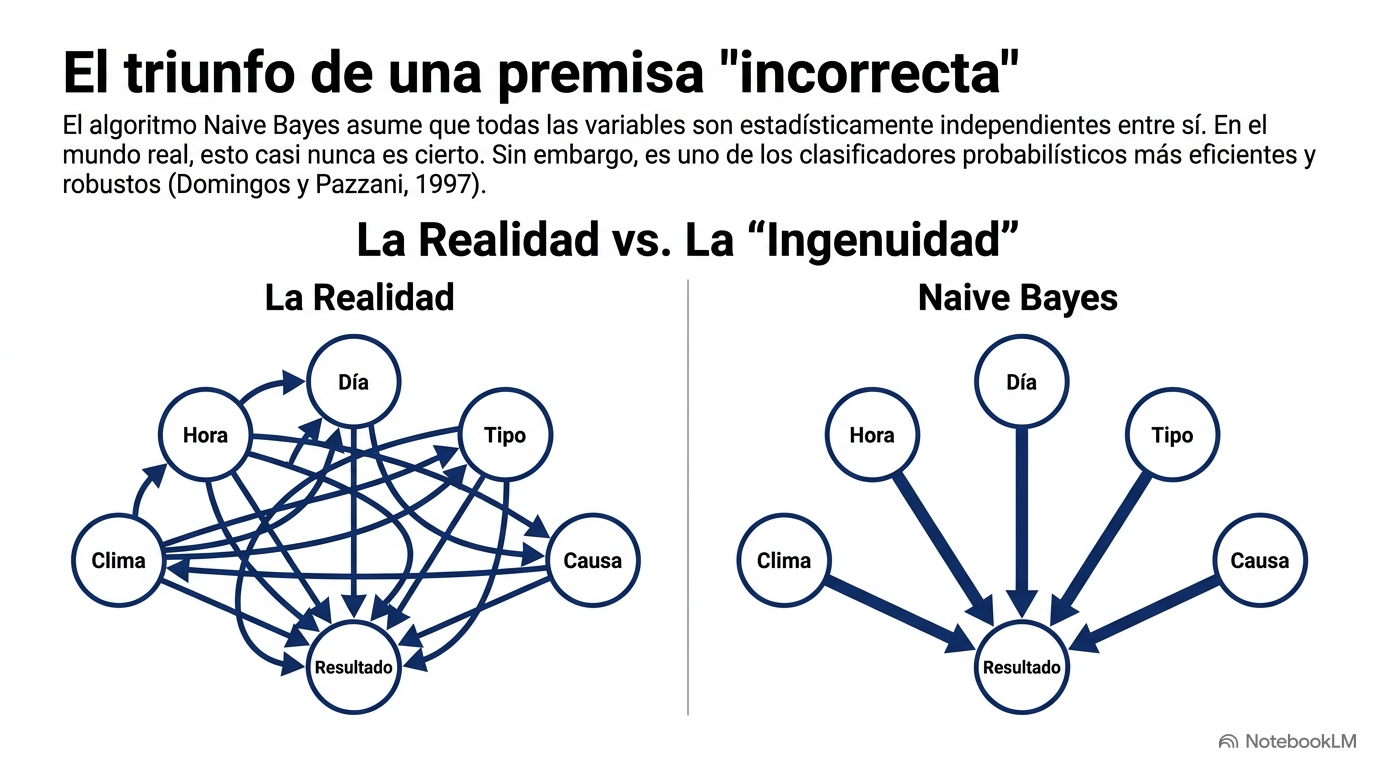 El triunfo de una premisa "incorrecta"
El algoritmo Naive Bayes asume que todas las variables son estadísticamente independientes entre sí. En el
mundo real, esto casi nunca es cierto. Sin embargo, es uno de los clasificadores probabilísticos más eficientes y
robustos (Domingos y Pazzani, 1997).
La Realidad vs. La “Ingenuidad”
La Realidad
Día
Hora
Tipo
Clima
Causa
Resultado
Naive Bayes
Día
Hora
Tipo
Clima
Causa
Resultado
NotebookLM